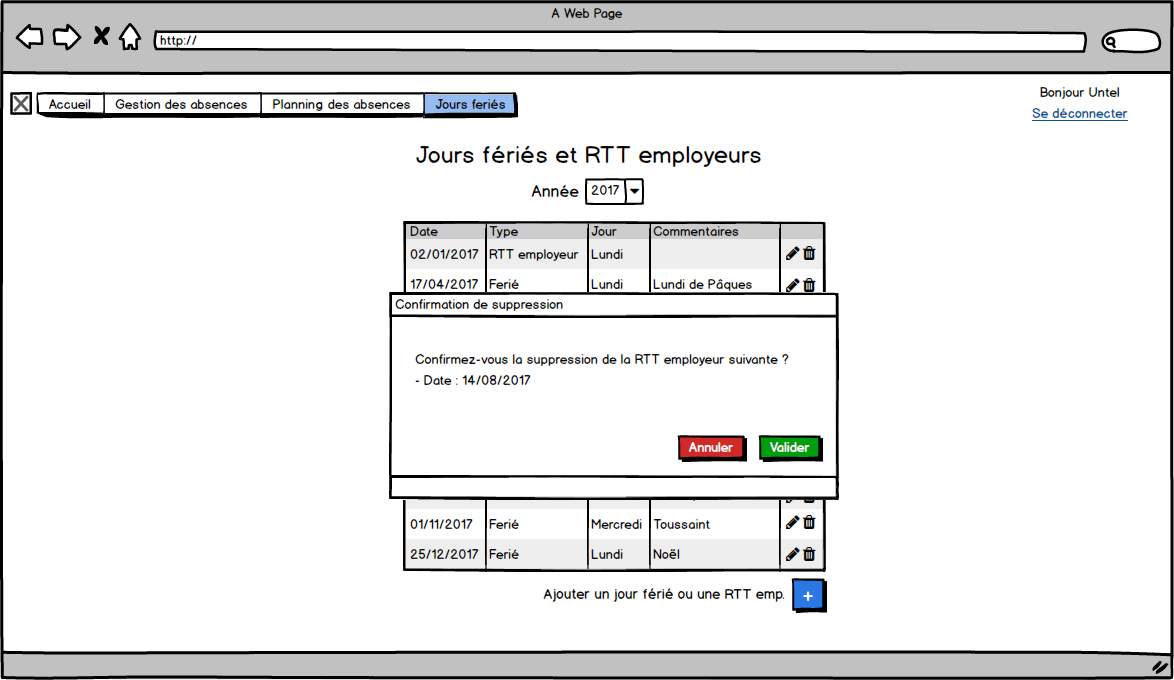 A Web Page
http://
Accueil Gestion des absences Planning des absences Jours feriés
Bonjour Untel
Se déconnecter
Jours fériés et RTT employeurs
Année 2017
Date Type Jour Commentaires
02/01/2017 RTT employeur Lundi
17/04/2017 Ferié Lundi Lundi de Pâques
Confirmation de suppression
Confirmez-vous la suppression de la RTT employeur suivante ?
- Date : 14/08/2017
Annuler Valider
01/11/2017 Ferié Mercredi Toussaint
25/12/2017 Ferié Lundi Noël
Ajouter un jour férié ou une RTT emp. +